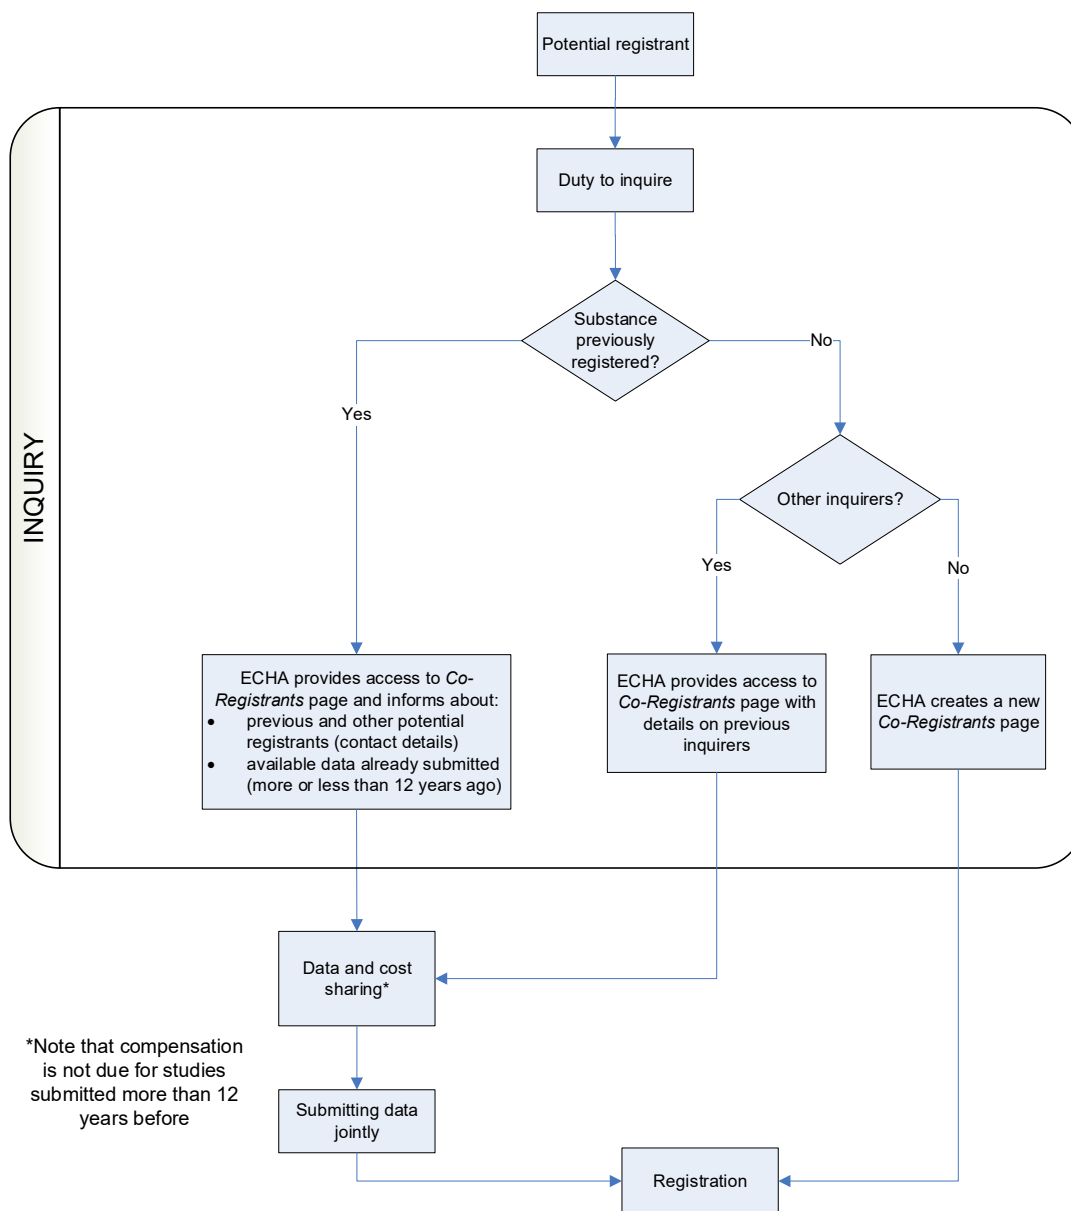 Potential registrant
INQUIRY
Duty to inquire
Substance
previously
registered?
No
Yes
Other inquirers?
Yes
No
ECHA provides access to Co-
Registrants page and informs about:
• previous and other potential
registrants (contact details)
• available data already submitted
(more or less than 12 years ago)
ECHA provides access to
Co-Registrants page with
details on previous
inquirers
ECHA creates a new
Co-Registrants page
Data and cost
sharing*
*Note that compensation
is not due for studies
submitted more than 12
years before
Submitting data
jointly
Registration